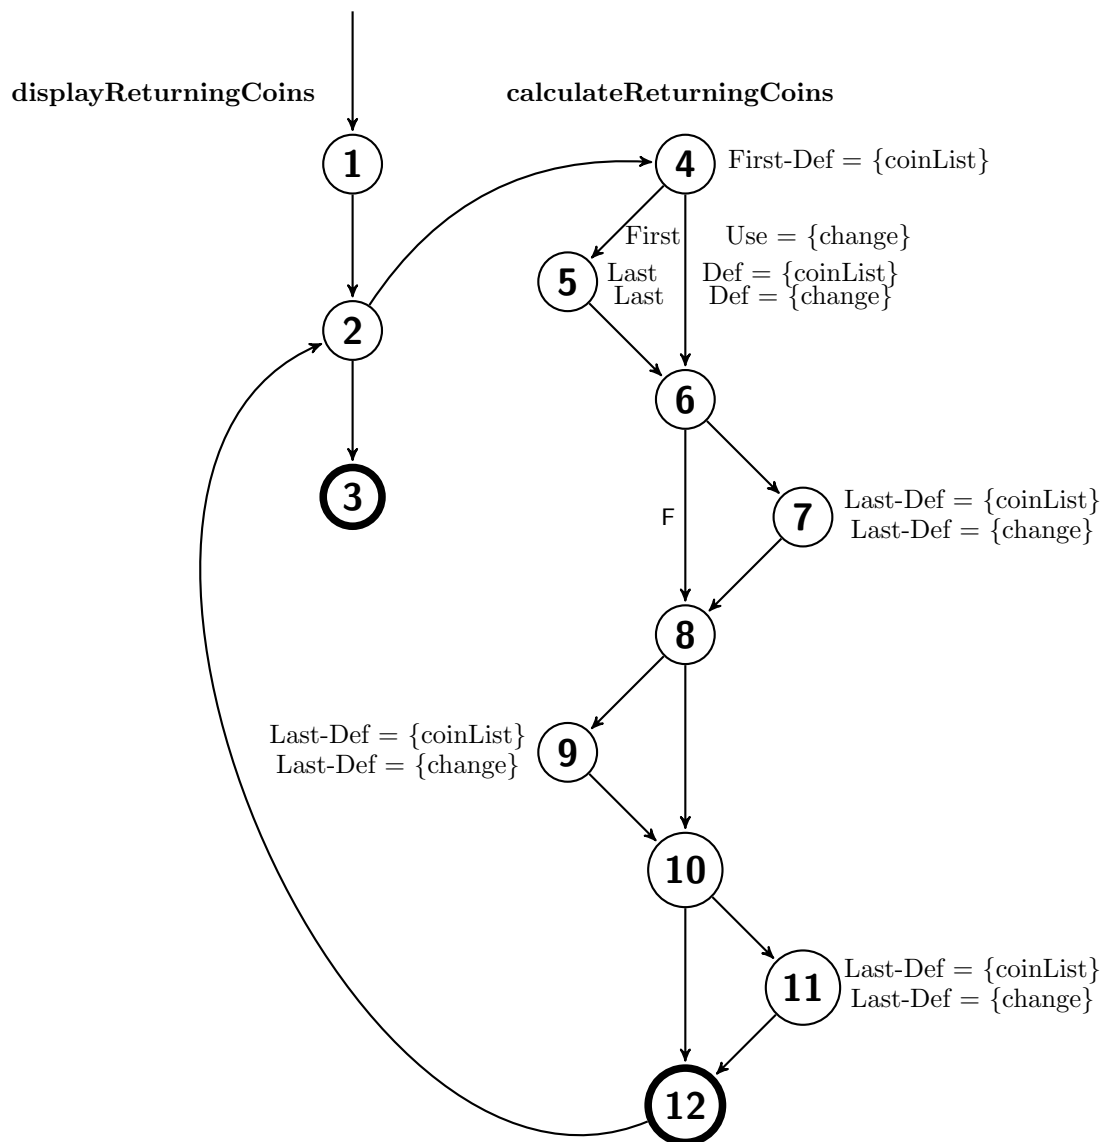 displayReturningCoins
calculateReturningCoins
1
4
First-Def = {coinList}
First Use = {change}
5
Last Def = {coinList}
Last Def = {change}
2
6
3
F
7
Last-Def = {coinList}
Last-Def = {change}
8
Last-Def = {coinList}
Last-Def = {change}
9
10
11
Last-Def = {coinList}
Last-Def = {change}
12